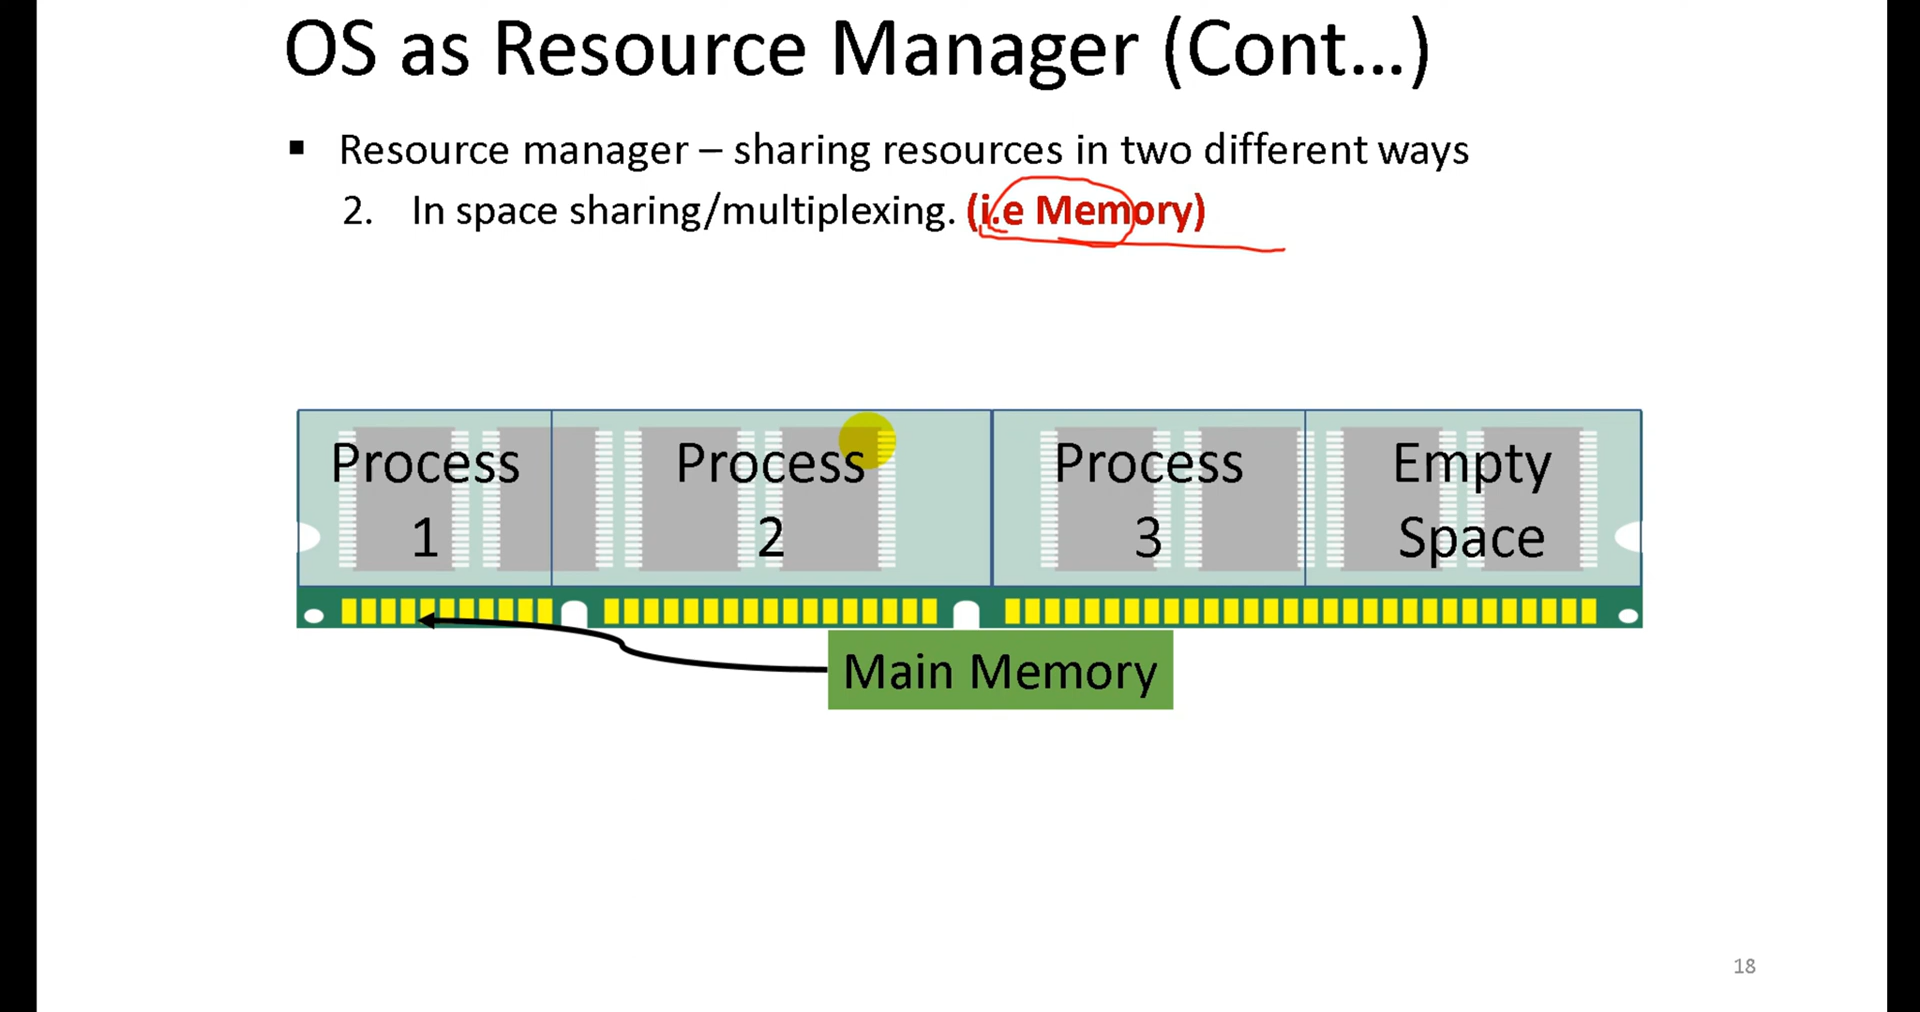 OS as Resource Manager (Cont...)
▪ Resource manager – sharing resources in two different ways
2. In space sharing/multiplexing. (i.e Memory)
Process 1
Process 2
Process 3
Empty Space
Main Memory
18